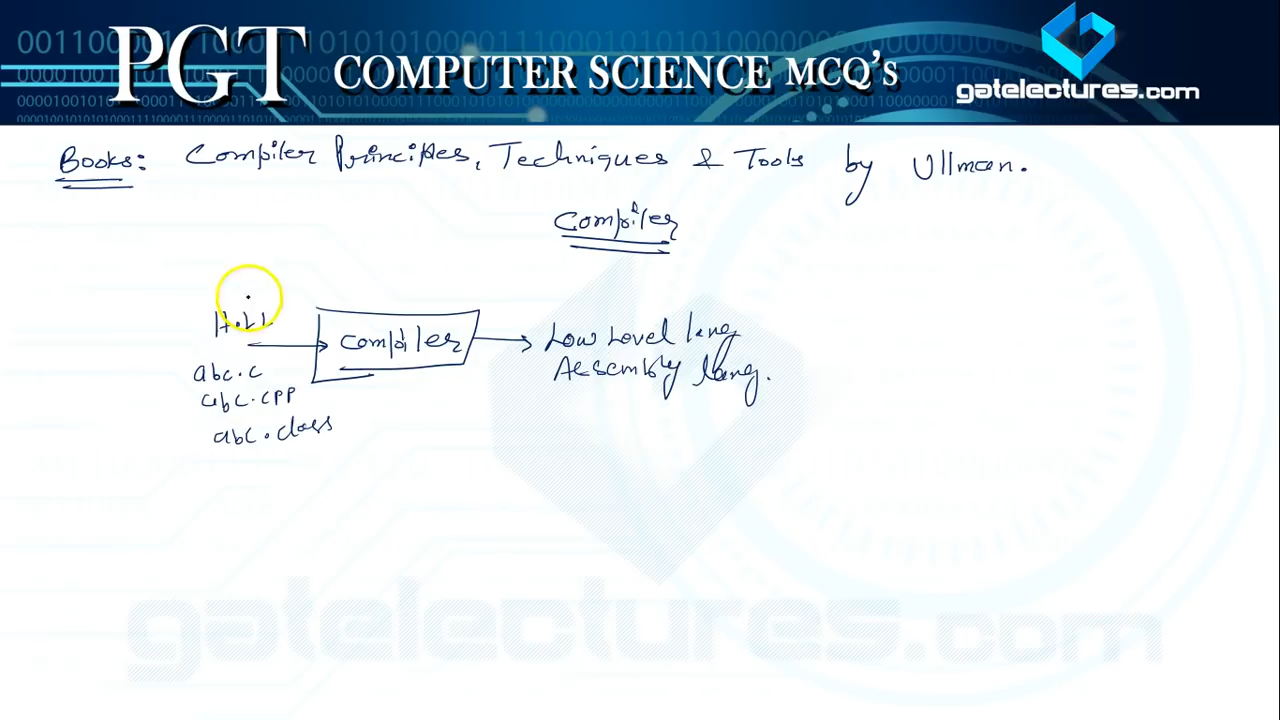 PGT COMPUTER SCIENCE MCQ's
gatelectures.com
Books: Compiler Principles, Techniques & Tools by Ullman.
Compiler
H.LL
Compiler
Low Level lang
Assembly lang.
abc.c
abc.cpp
abc.class
gatelectures.com